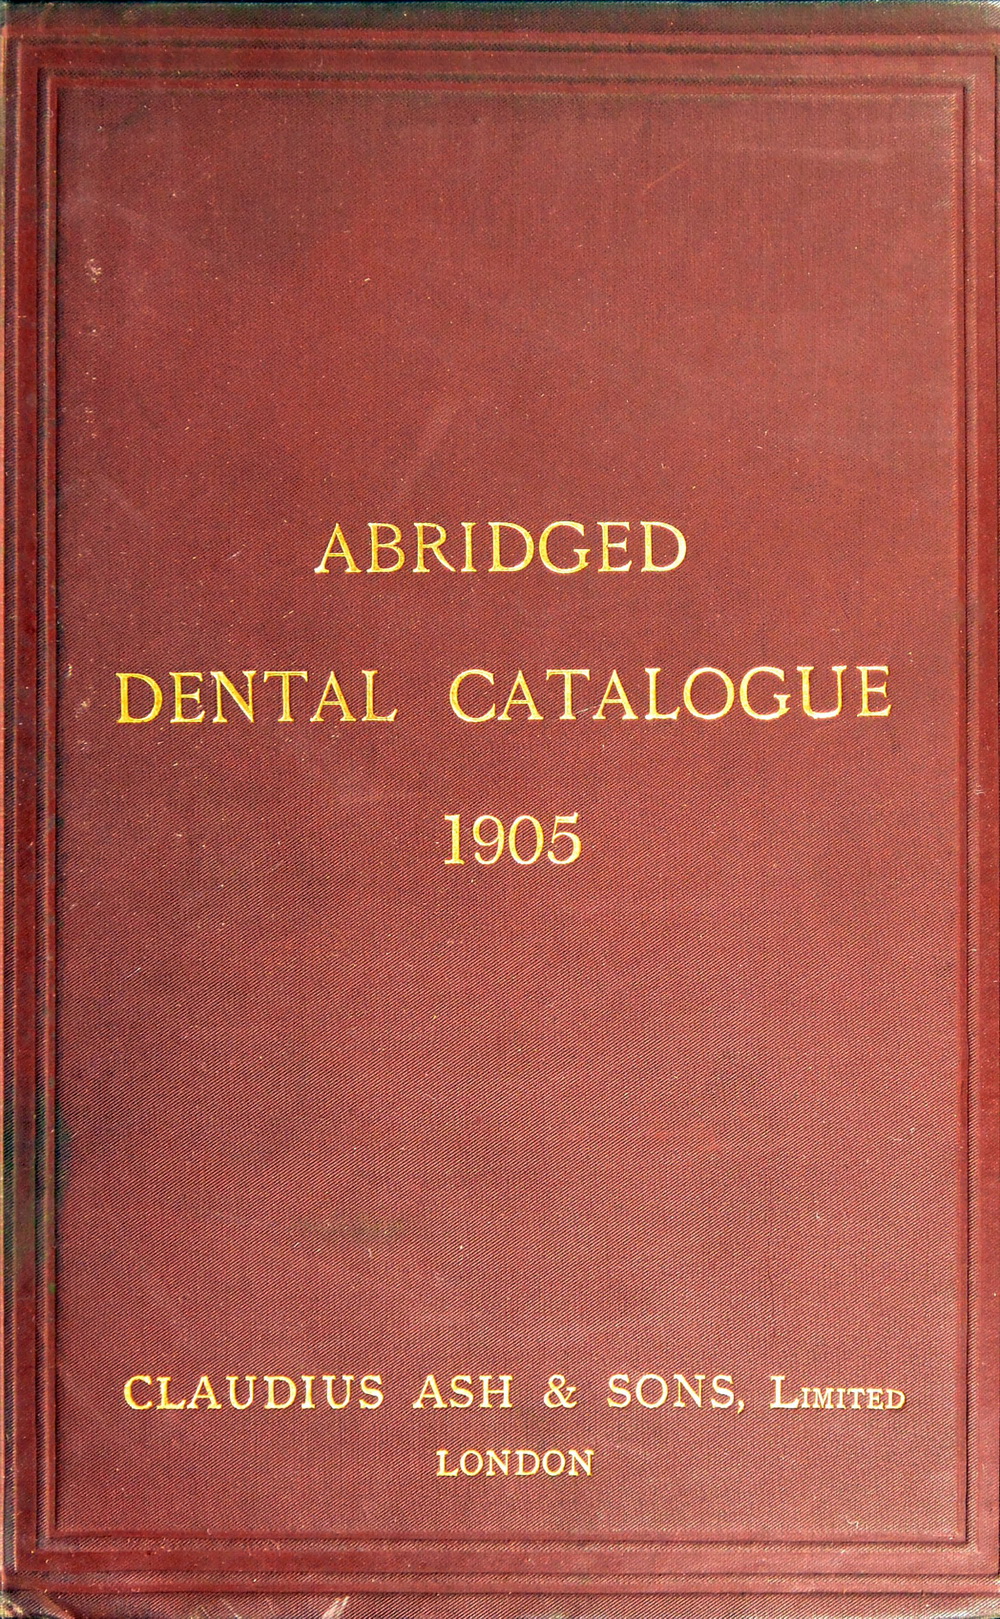 ABRIDGED
DENTAL CATALOGUE
1905
CLAUDIUS ASH & SONS, LIMITED
LONDON